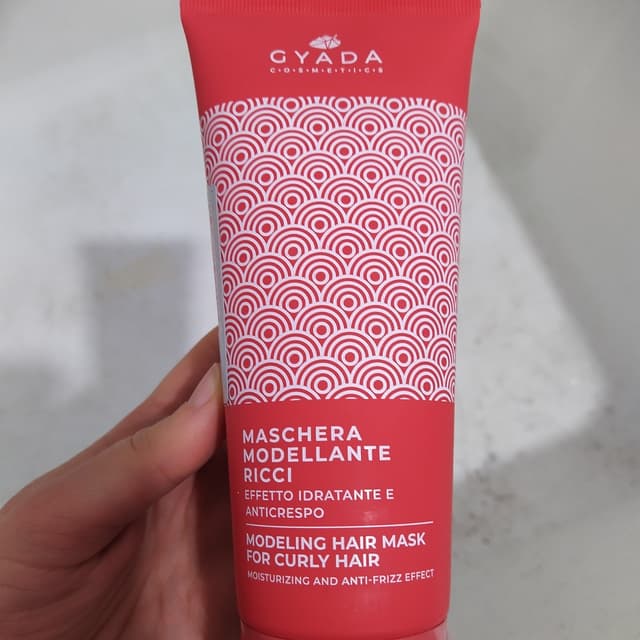 GYADA
COSMETICS
MASCHERA
MODELLANTE
RICCI
EFFETTO IDRATANTE E
ANTICRESPO
MODELING HAIR MASK
FOR CURLY HAIR
MOISTURIZING AND ANTI-FRIZZ EFFECT